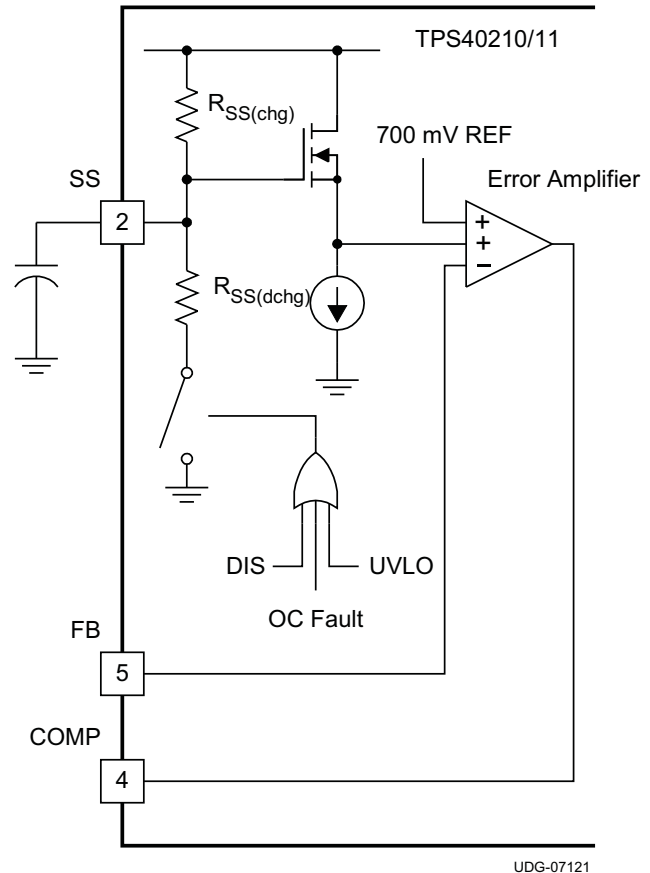 TPS40210/11
R_SS(chg)
700 mV REF
SS
Error Amplifier
2
+
+
−
R_SS(dchg)
DIS
UVLO
OC Fault
FB
5
COMP
4
UDG-07121